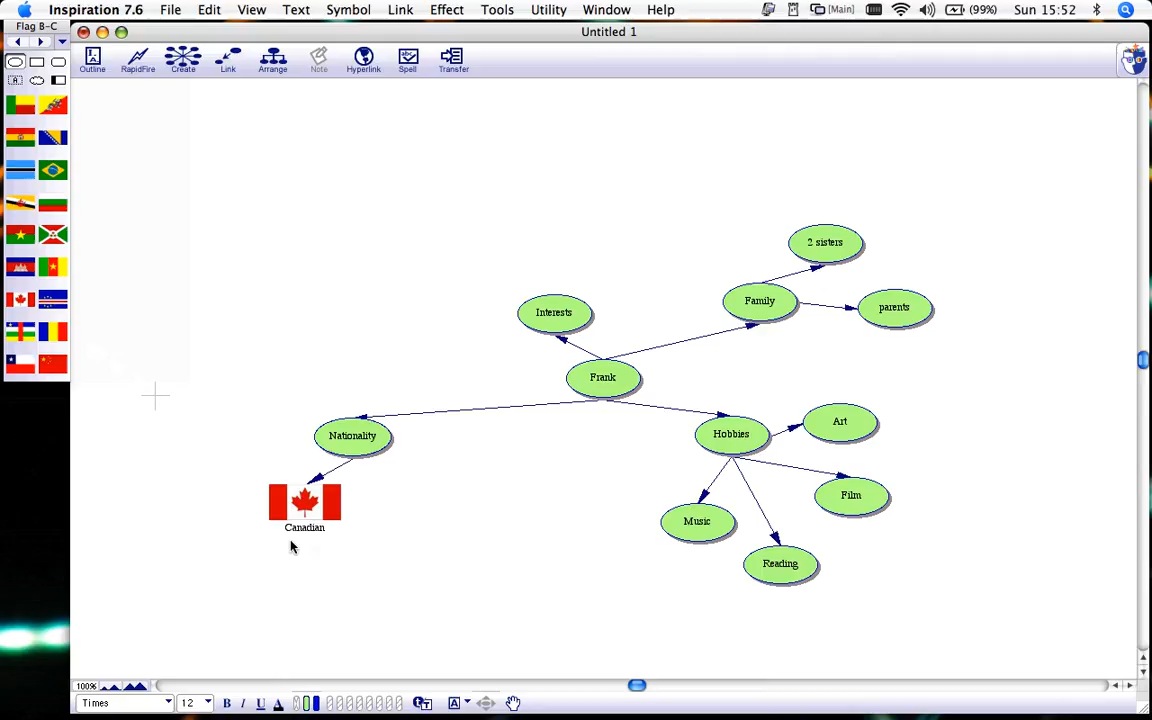 Inspiration 7.6 File Edit View Text Symbol Link Effect Tools Utility Window Help [Main] (99%) Sun 15:52
Flag B-C
Untitled 1
Outline RapidFire Create Link Arrange Note Hyperlink Spell Transfer
2 sisters
Family
parents
Interests
Frank
Nationality
Hobbies
Art
Film
Music
Reading
Canadian
100%
Times 12 B I U A A